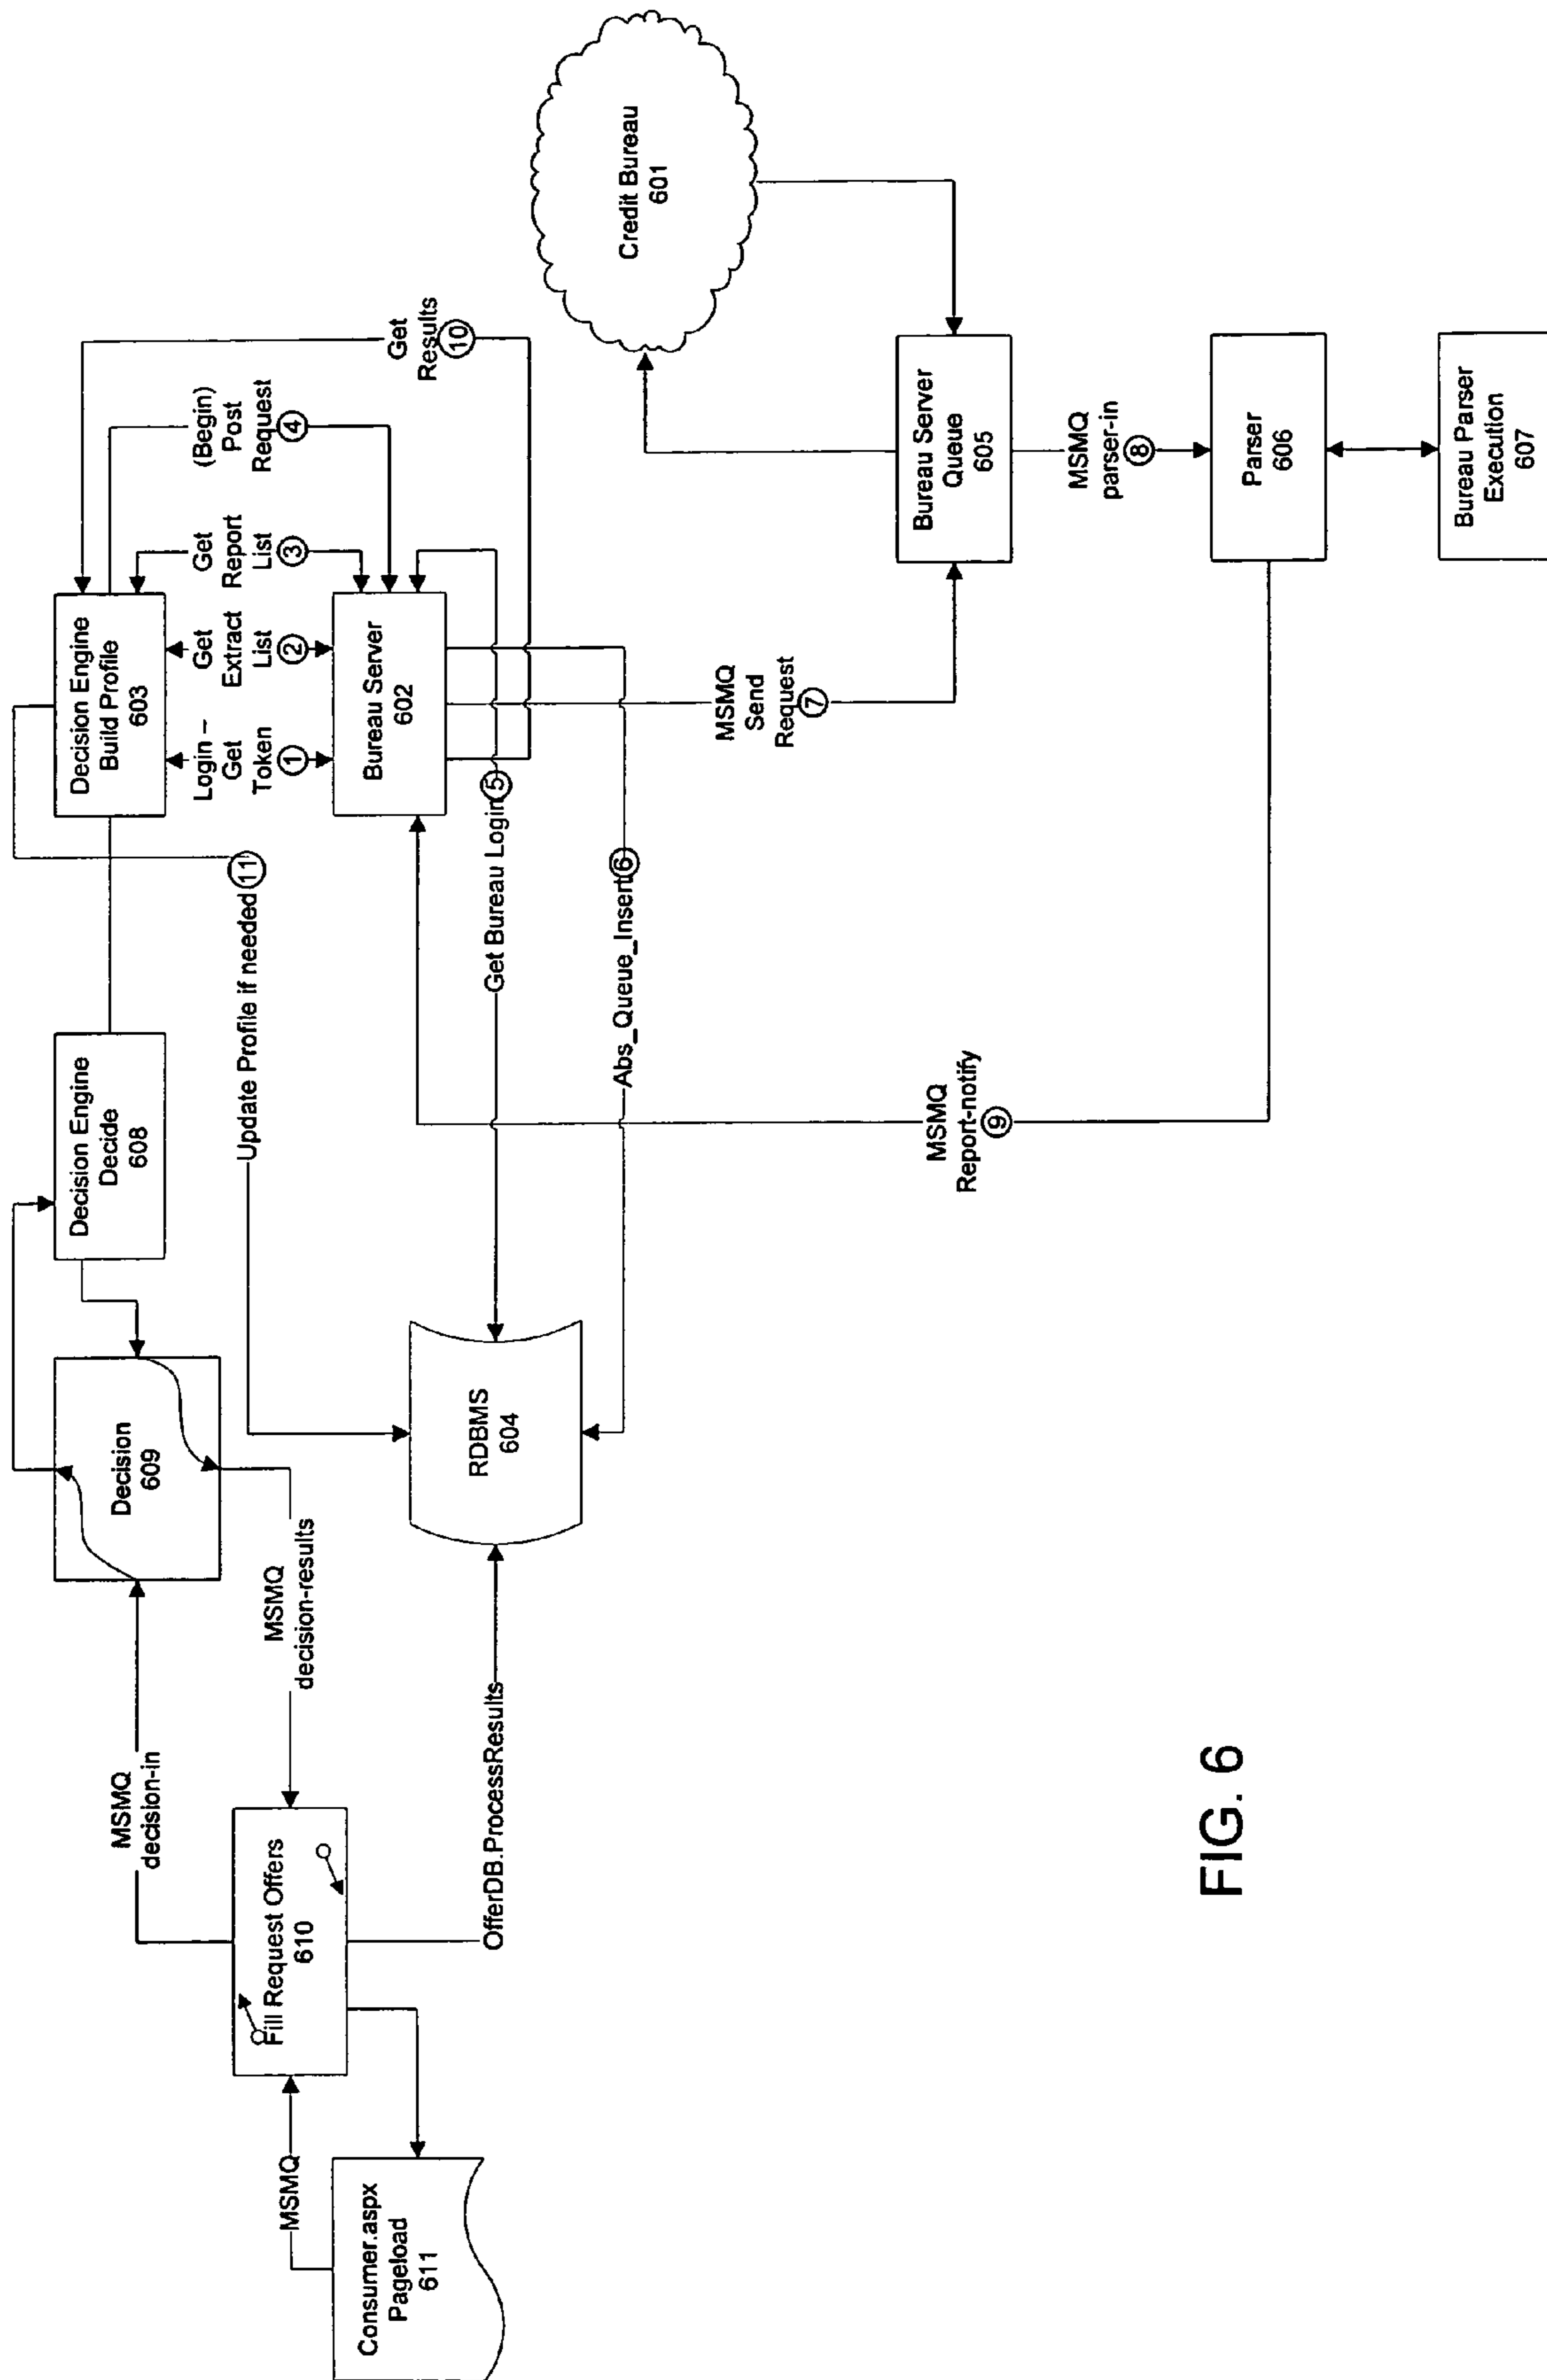 Consumer.aspx
Pageload
611
MSMQ
Fill Request Offers
610
MSMQ
decision-in
MSMQ
decision-results
OfferDB.ProcessResults
Decision
609
RDBMS
604
Decision Engine
Decide
608
Update Profile if needed
11
Get Bureau Login
5
Abs_Queue_Insert
6
Decision Engine
Build Profile
603
Login –
Get
Token
1
Get
Extract
List
2
Get
Report
List
3
(Begin)
Post
Request
4
Get
Results
10
Bureau Server
602
MSMQ
Send
Request
7
MSMQ
Report-notify
9
Credit Bureau
601
Bureau Server
Queue
605
MSMQ
parser-in
8
Parser
606
Bureau Parser
Execution
607
FIG. 6